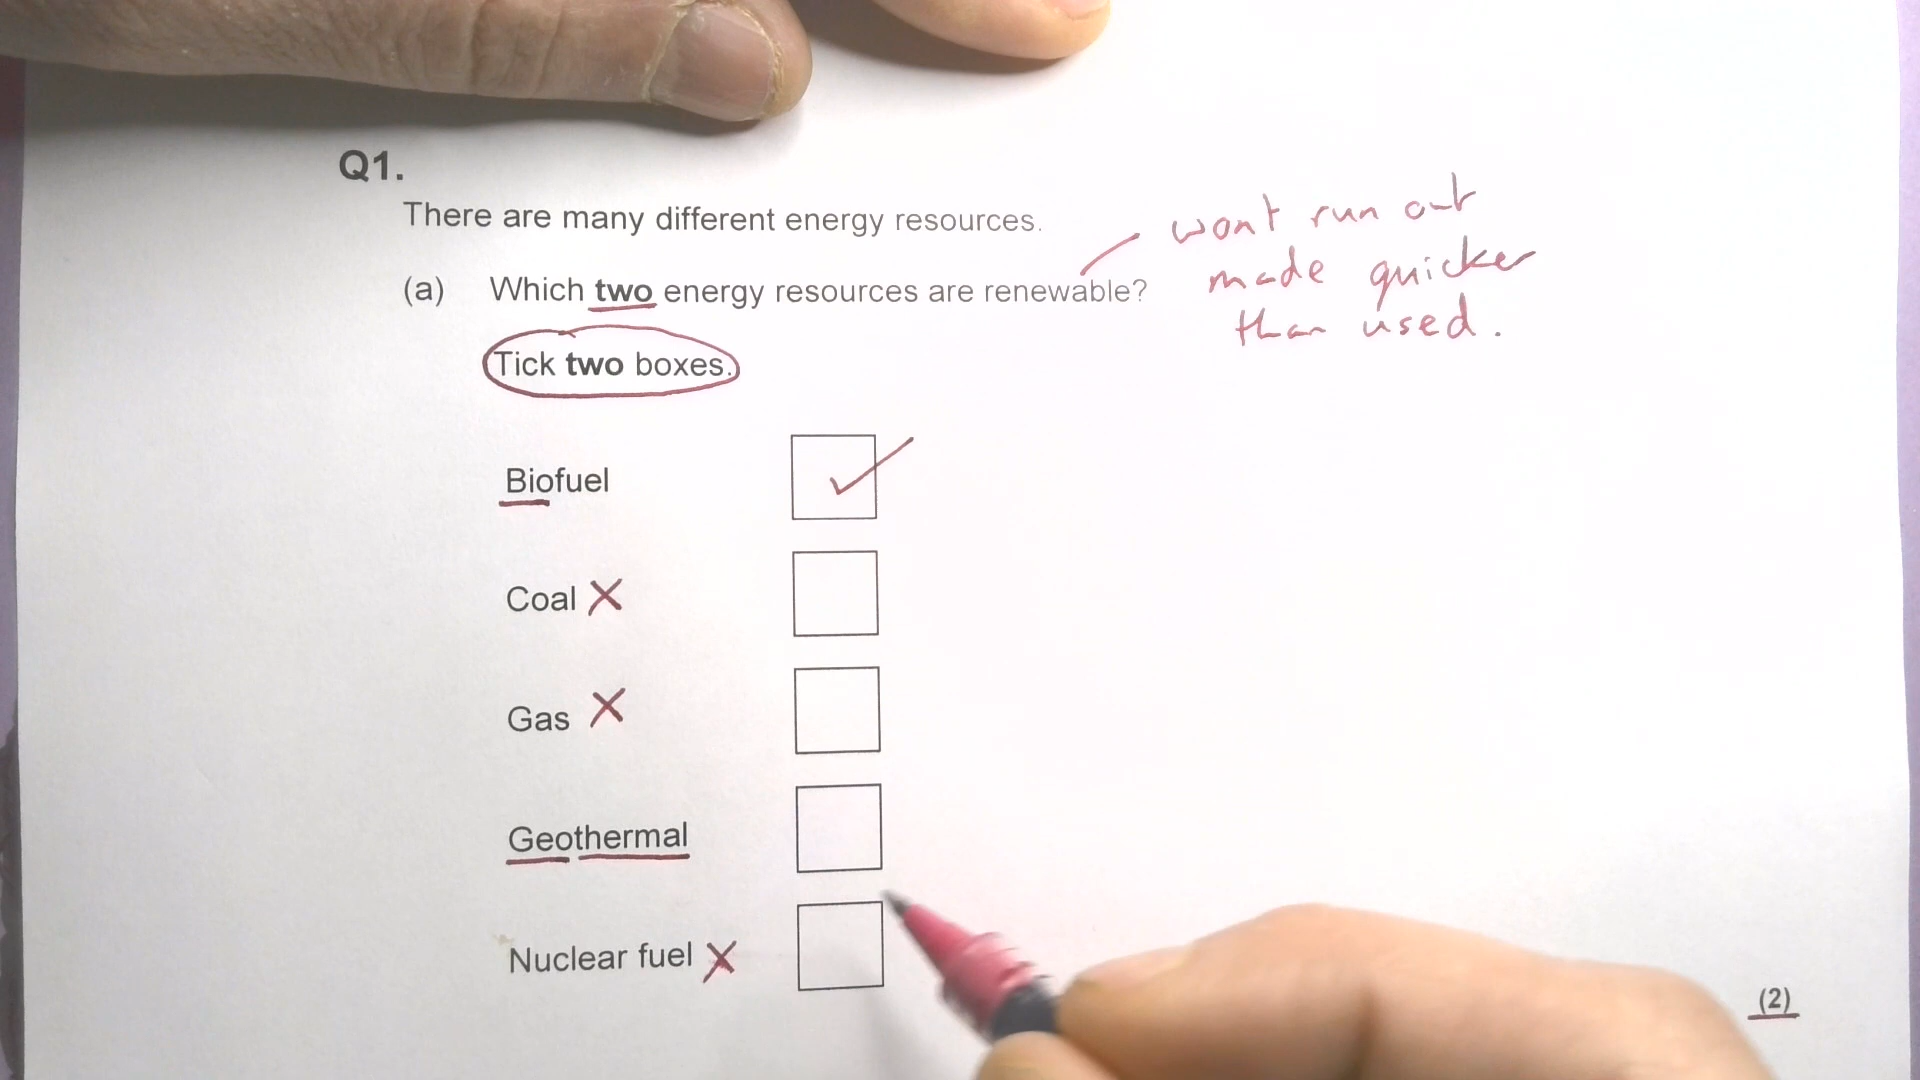 Q1.
There are many different energy resources.
wont run out
made quicker
than used.
(a) Which two energy resources are renewable?
Tick two boxes.
Biofuel ✓
Coal X
Gas X
Geothermal
Nuclear fuel X
(2)